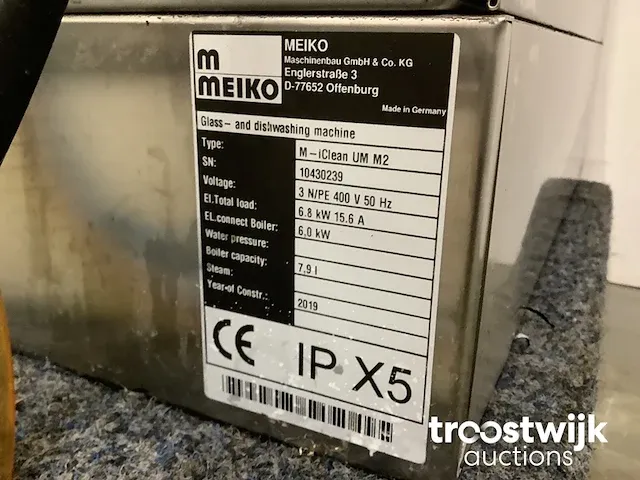 m
MEIKO
MEIKO
Maschinenbau GmbH & Co. KG
Englerstraße 3
D-77652 Offenburg
Made in Germany
Glass- and dishwashing machine
Type: M-iClean UM M2
SN: 10430239
Voltage: 3 N/PE 400 V 50 Hz
El.Total load: 6.8 kW 15.6 A
EL.connect Boiler: 6,0 kW
Water pressure:
Boiler capacity: 7,9 l
Steam:
Year-of Constr.: 2019
CE IP X5
troostwijk
auctions